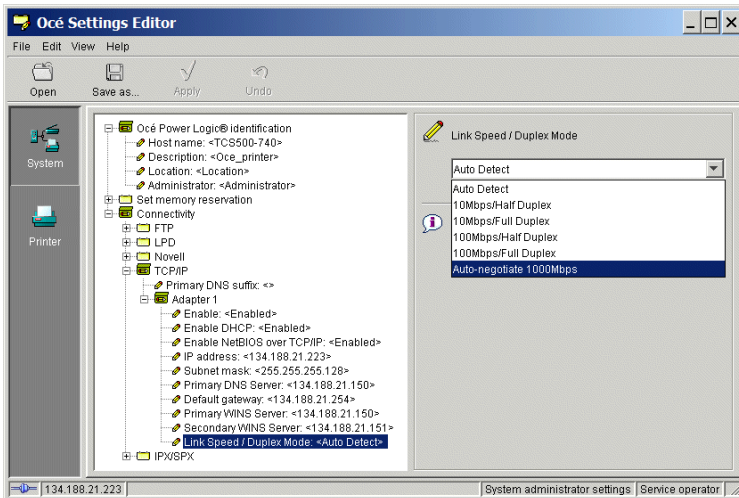 Océ Settings Editor
File Edit View Help
Open Save as... Apply Undo
System
Printer
Océ Power Logic® identification
Host name: <TCS500-740>
Description: <Oce_printer>
Location: <Location>
Administrator: <Administrator>
Set memory reservation
Connectivity
FTP
LPD
Novell
TCP/IP
Primary DNS suffix: <>
Adapter 1
Enable: <Enabled>
Enable DHCP: <Enabled>
Enable NetBIOS over TCP/IP: <Enabled>
IP address: <134.188.21.223>
Subnet mask: <255.255.255.128>
Primary DNS Server: <134.188.21.150>
Default gateway: <134.188.21.254>
Primary WINS Server: <134.188.21.150>
Secondary WINS Server: <134.188.21.151>
Link Speed / Duplex Mode: <Auto Detect>
IPX/SPX
Link Speed / Duplex Mode
Auto Detect
Auto Detect
10Mbps/Half Duplex
10Mbps/Full Duplex
100Mbps/Half Duplex
100Mbps/Full Duplex
Auto-negotiate 1000Mbps
134.188.21.223
System administrator settings
Service operator